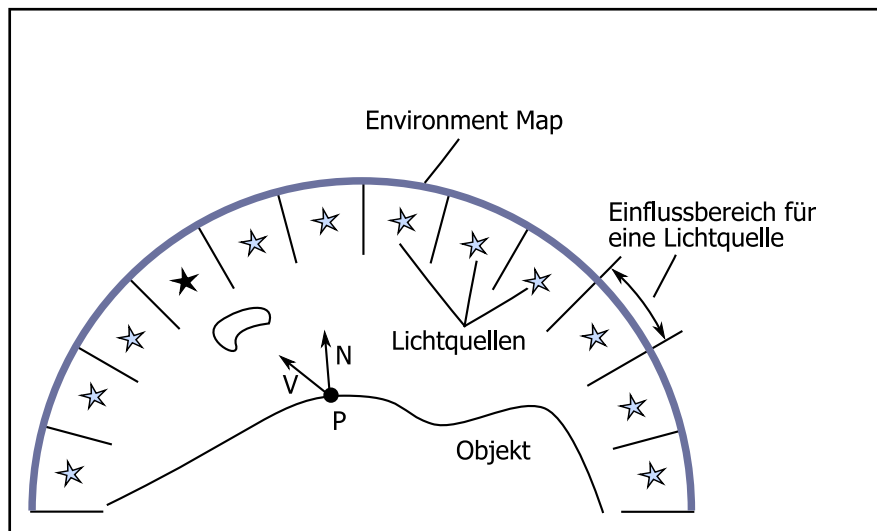 Environment Map
Einflussbereich für
eine Lichtquelle
Lichtquellen
N
V
P
Objekt